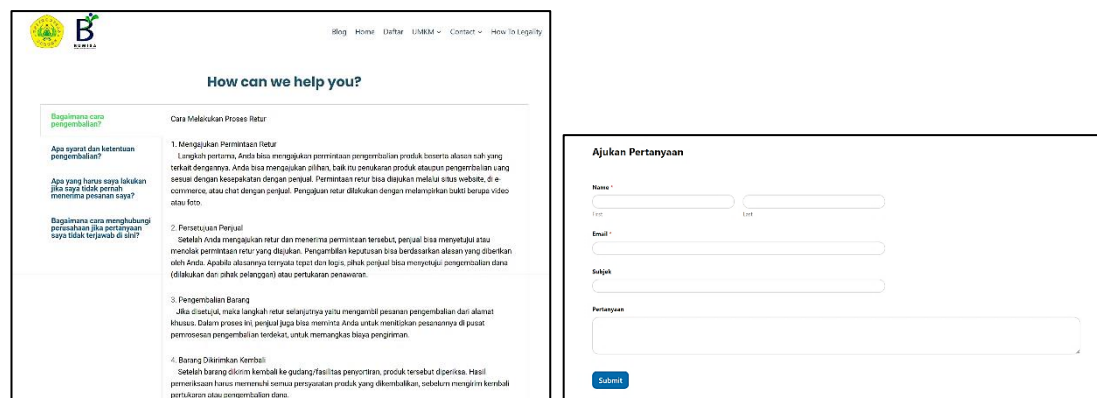 BUWIRA
Blog Home Daftar UMKM Contact How To Legality
How can we help you?
Bagaimana cara
pengembalian?
Apa syarat dan ketentuan
pengembalian?
Apa yang harus saya lakukan
jika saya tidak pernah
menerima pesanan saya?
Bagaimana cara menghubungi
perusahaan jika pertanyaan
saya tidak terjawab di sini?
Cara Melakukan Proses Retur
1. Mengajukan Permintaan Retur
Langkah pertama, Anda bisa mengajukan permintaan pengembalian produk beserta alasan sah yang
terkait dengannya. Anda bisa mengajukan pilihan, baik itu penukaran produk ataupun pengembalian uang
sesuai dengan kesepakatan dengan penjual. Permintaan retur bisa diajukan melalui situs website, di e-
commerce, atau chat dengan penjual. Pengajuan retur dilakukan dengan melampirkan bukti berupa video
atau foto.
2. Persetujuan Penjual
Setelah Anda mengajukan retur dan menerima permintaan tersebut, penjual bisa menyetujui atau
menolak permintaan retur yang diajukan. Pengambilan keputusan bisa berdasarkan alasan yang diberikan
oleh Anda. Apabila alasannya ternyata tepat dan logis, pihak penjual bisa menyetujui pengembalian dana
(dilakukan dari pihak pelanggan) atau pertukaran penawaran.
3. Pengembalian Barang
Jika disetujui, maka langkah retur selanjutnya yaitu mengambil pesanan pengembalian dari alamat
khusus. Dalam proses ini, penjual juga bisa meminta Anda untuk menitipkan pesanannya di pusat
pemrosesan pengembalian terdekat, untuk memangkas biaya pengiriman.
4. Barang Dikirimkan Kembali
Setelah barang dikirim kembali ke gudang/fasilitas penyortiran, produk tersebut diperiksa. Hasil
pemeriksaan harus memenuhi semua persyaratan produk yang dikembalikan, sebelum mengirim kembali
pertukaran atau pengembalian dana.
Ajukan Pertanyaan
Name *
First Last
Email *
Subjek
Pertanyaan
Submit